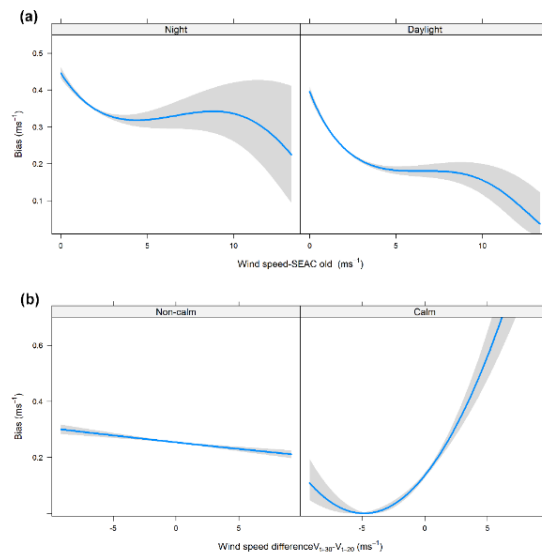 (a)
Night Daylight
0.5
0.4
0.3
0.2
0.1
Bias (ms⁻¹)
0 5 10 0 5 10
Wind speed-SEAC old (ms⁻¹)
(b)
Non-calm Calm
0.6
0.4
0.2
Bias (ms⁻¹)
-5 0 5 -5 0 5
Wind speed differenceV₅₋₃₀-V₁₋₂₀ (ms⁻¹)